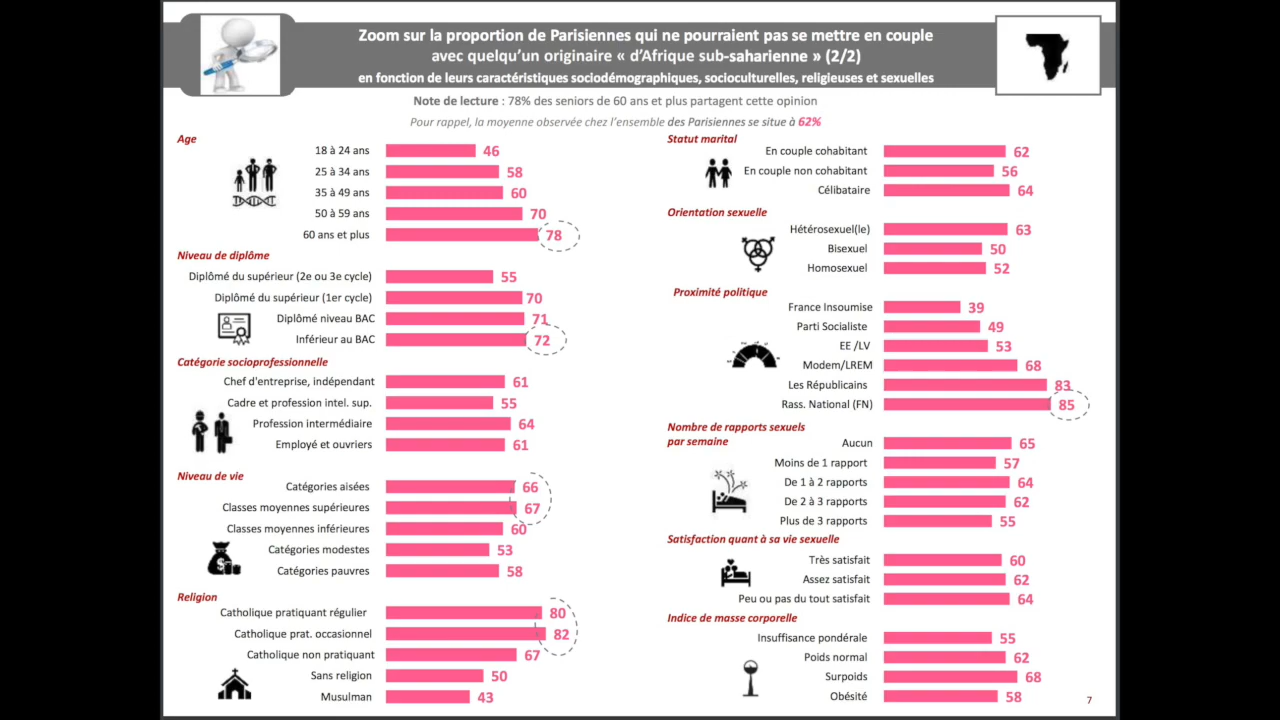 Zoom sur la proportion de Parisiennes qui ne pourraient pas se mettre en couple
avec quelqu'un originaire « d'Afrique sub-saharienne » (2/2)
en fonction de leurs caractéristiques sociodémographiques, socioculturelles, religieuses et sexuelles
Note de lecture : 78% des seniors de 60 ans et plus partagent cette opinion
Pour rappel, la moyenne observée chez l'ensemble des Parisiennes se situe à 62%
Age
18 à 24 ans 46
25 à 34 ans 58
35 à 49 ans 60
50 à 59 ans 70
60 ans et plus 78
Niveau de diplôme
Diplômé du supérieur (2e ou 3e cycle) 55
Diplômé du supérieur (1er cycle) 70
Diplômé niveau BAC 71
Inférieur au BAC 72
Catégorie socioprofessionnelle
Chef d'entreprise, indépendant 61
Cadre et profession intel. sup. 55
Profession intermédiaire 64
Employé et ouvriers 61
Niveau de vie
Catégories aisées 66
Classes moyennes supérieures 67
Classes moyennes inférieures 60
Catégories modestes 53
Catégories pauvres 58
Religion
Catholique pratiquant régulier 80
Catholique prat. occasionnel 82
Catholique non pratiquant 67
Sans religion 50
Musulman 43
Statut marital
En couple cohabitant 62
En couple non cohabitant 56
Célibataire 64
Orientation sexuelle
Hétérosexuel(le) 63
Bisexuel 50
Homosexuel 52
Proximité politique
France Insoumise 39
Parti Socialiste 49
EE /LV 53
Modem/LREM 68
Les Républicains 83
Rass. National (FN) 85
Nombre de rapports sexuels
par semaine
Aucun 65
Moins de 1 rapport 57
De 1 à 2 rapports 64
De 2 à 3 rapports 62
Plus de 3 rapports 55
Satisfaction quant à sa vie sexuelle
Très satisfait 60
Assez satisfait 62
Peu ou pas du tout satisfait 64
Indice de masse corporelle
Insuffisance pondérale 55
Poids normal 62
Surpoids 68
Obésité 58
7